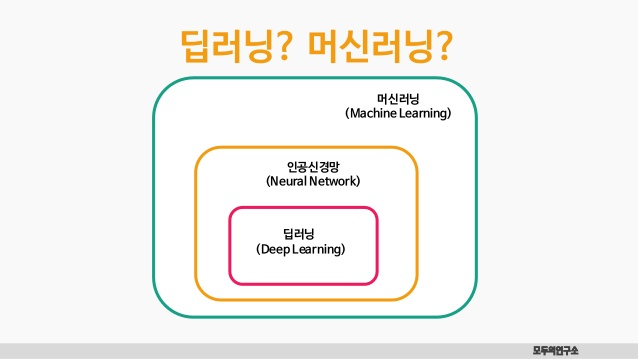 딥러닝? 머신러닝?
머신러닝
(Machine Learning)
인공신경망
(Neural Network)
딥러닝
(Deep Learning)
모두의연구소